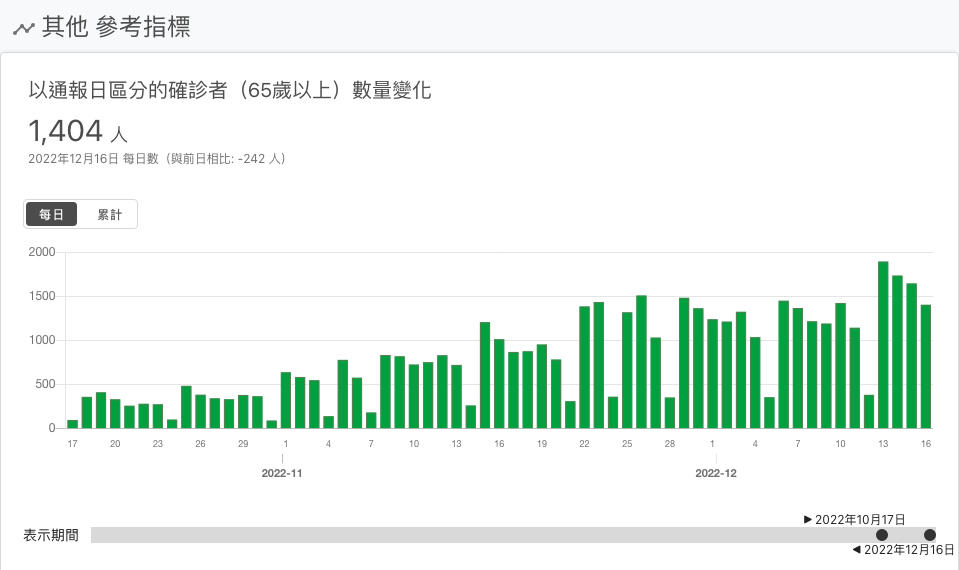 其他 參考指標
以通報日區分的確診者（65歲以上）數量變化
1,404 人
2022年12月16日 每日數（與前日相比: -242 人）
每日 累計
2000
1500
1000
500
0
17 20 23 26 29 1 4 7 10 13 16 19 22 25 28 1 4 7 10 13 16
2022-11 2022-12
▶ 2022年10月17日
表示期間
◀ 2022年12月16日